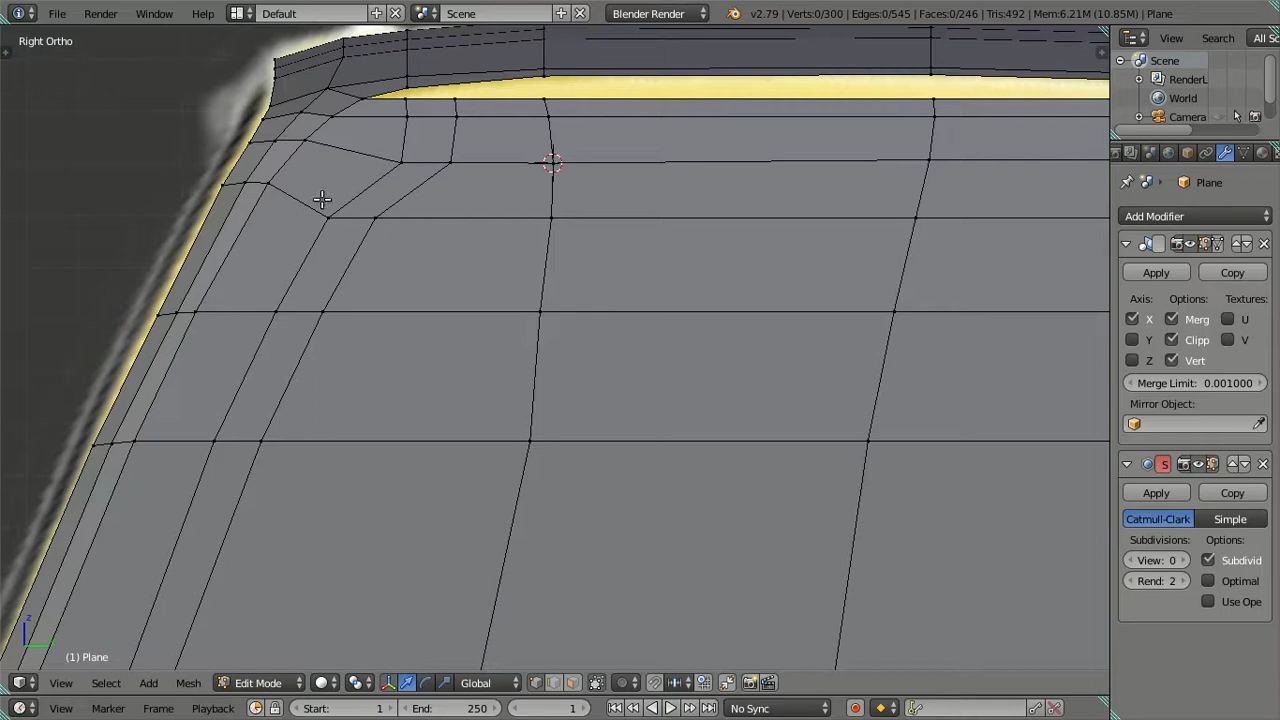 File Render Window Help Default Scene Blender Render v2.79 | Verts:0/300 | Edges:0/545 | Faces:0/246 | Tris:492 | Mem:6.21M (10.85M) | Plane
Right Ortho
View Search All Sc
Scene
RenderL
World
Camera
Plane
Add Modifier
Apply Copy
Axis: Options: Textures:
X Merg U
Y Clipp V
Z Vert
Merge Limit: 0.001000
Mirror Object:
S
Apply Copy
Catmull-Clark Simple
Subdivisions: Options:
View: 0 Subdivid
Rend: 2 Optimal
Use Ope
z
(1) Plane
View Select Add Mesh Edit Mode Global
View Marker Frame Playback Start: 1 End: 250 1 No Sync